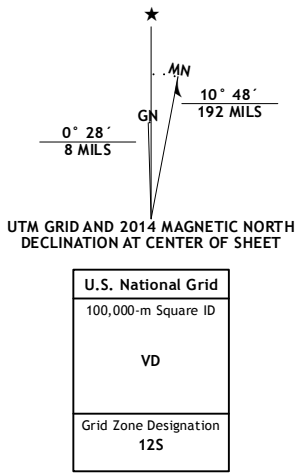 ★
MN
GN
10° 48´
192 MILS
0° 28´
8 MILS
UTM GRID AND 2014 MAGNETIC NORTH
DECLINATION AT CENTER OF SHEET
U.S. National Grid
100,000-m Square ID
VD
Grid Zone Designation
12S